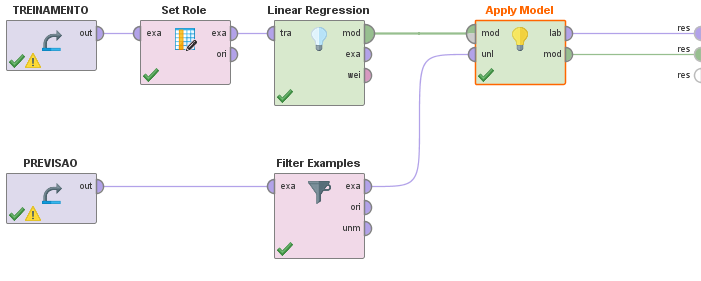 TREINAMENTO
out
Set Role
exa
exa
ori
Linear Regression
tra
mod
exa
wei
Apply Model
mod
lab
unl
mod
res
res
res
PREVISAO
out
Filter Examples
exa
exa
ori
unm